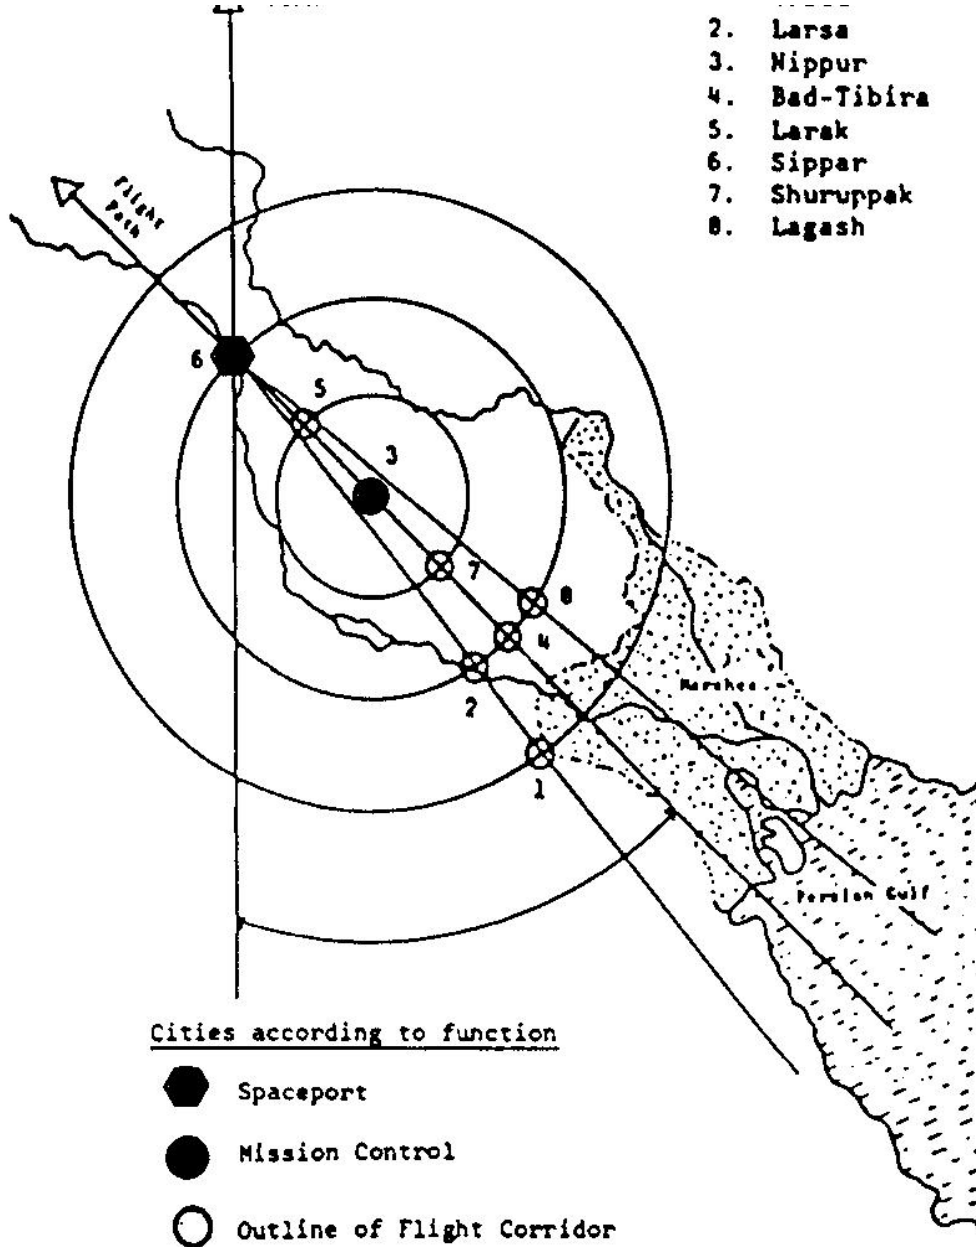 2. Larsa
3. Nippur
4. Bad-Tibira
5. Larak
6. Sippar
7. Shuruppak
8. Lagash
Flight
Path
6
5
3
7
8
4
2
1
Marshes
Persian Gulf
Cities according to function
Spaceport
Mission Control
Outline of Flight Corridor